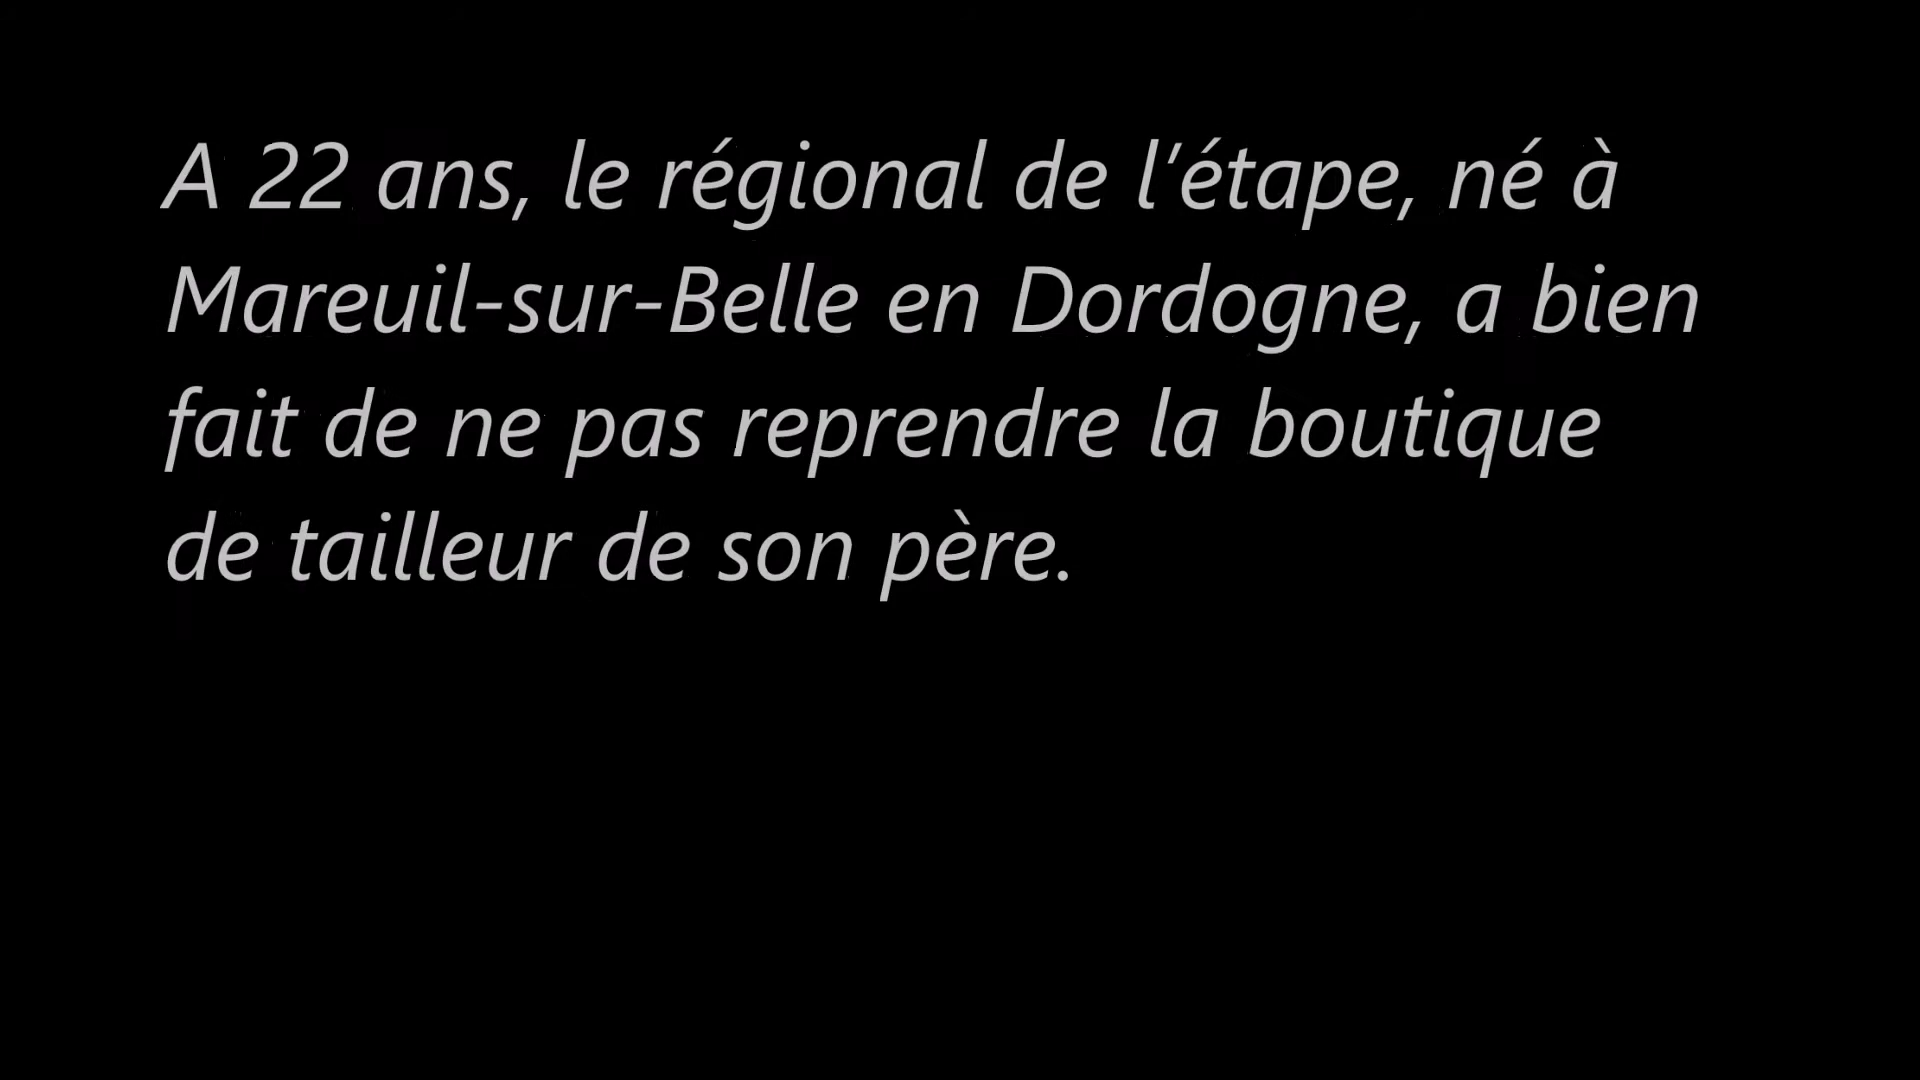 A 22 ans, le régional de l’étape, né à
Mareuil-sur-Belle en Dordogne, a bien
fait de ne pas reprendre la boutique
de tailleur de son père.